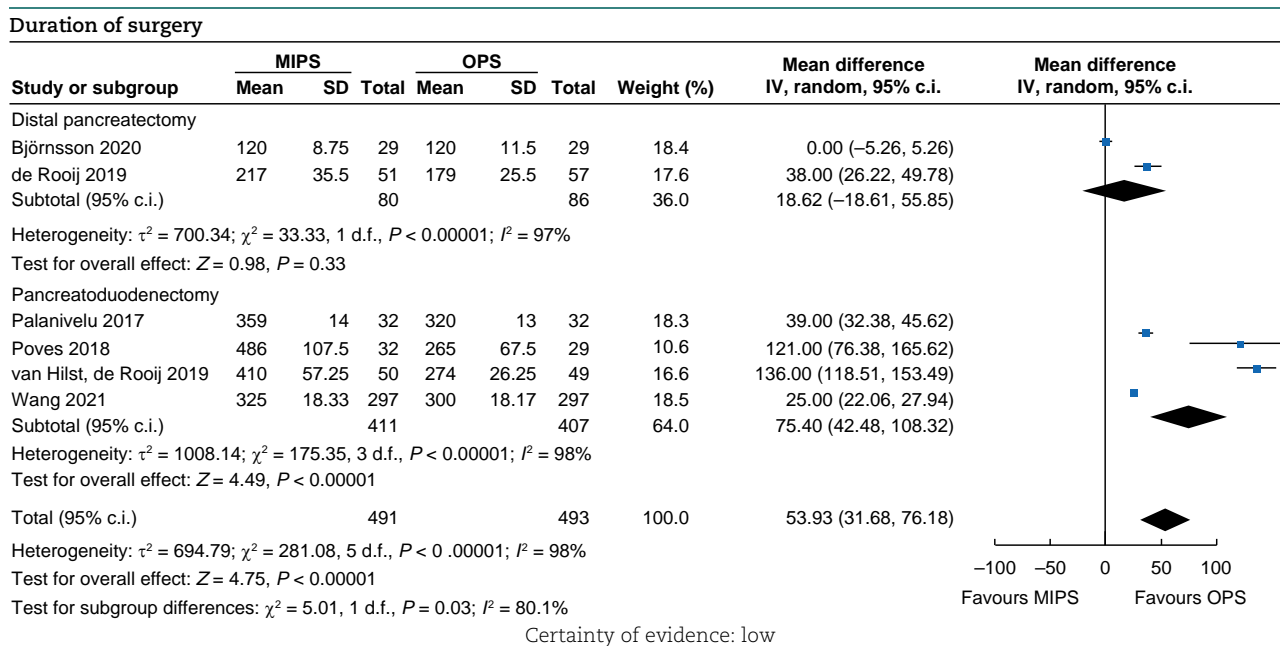 Duration of surgery
MIPS OPS Mean difference Mean difference
Study or subgroup Mean SD Total Mean SD Total Weight (%) IV, random, 95% c.i. IV, random, 95% c.i.
Distal pancreatectomy
Björnsson 2020 120 8.75 29 120 11.5 29 18.4 0.00 (–5.26, 5.26)
de Rooij 2019 217 35.5 51 179 25.5 57 17.6 38.00 (26.22, 49.78)
Subtotal (95% c.i.) 80 86 36.0 18.62 (–18.61, 55.85)
Heterogeneity: τ² = 700.34; χ² = 33.33, 1 d.f., P < 0.00001; I² = 97%
Test for overall effect: Z = 0.98, P = 0.33
Pancreatoduodenectomy
Palanivelu 2017 359 14 32 320 13 32 18.3 39.00 (32.38, 45.62)
Poves 2018 486 107.5 32 265 67.5 29 10.6 121.00 (76.38, 165.62)
van Hilst, de Rooij 2019 410 57.25 50 274 26.25 49 16.6 136.00 (118.51, 153.49)
Wang 2021 325 18.33 297 300 18.17 297 18.5 25.00 (22.06, 27.94)
Subtotal (95% c.i.) 411 407 64.0 75.40 (42.48, 108.32)
Heterogeneity: τ² = 1008.14; χ² = 175.35, 3 d.f., P < 0.00001; I² = 98%
Test for overall effect: Z = 4.49, P < 0.00001
Total (95% c.i.) 491 493 100.0 53.93 (31.68, 76.18)
Heterogeneity: τ² = 694.79; χ² = 281.08, 5 d.f., P < 0 .00001; I² = 98%
Test for overall effect: Z = 4.75, P < 0.00001
Test for subgroup differences: χ² = 5.01, 1 d.f., P = 0.03; I² = 80.1%
–100 –50 0 50 100
Favours MIPS Favours OPS
Certainty of evidence: low